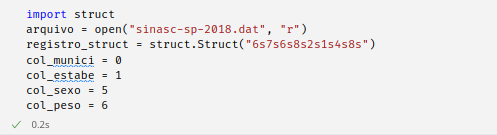 import struct
arquivo = open("sinasc-sp-2018.dat", "r")
registro_struct = struct.Struct("6s7s6s8s2s1s4s8s")
col_munici = 0
col_estabe = 1
col_sexo = 5
col_peso = 6
✓ 0.2s